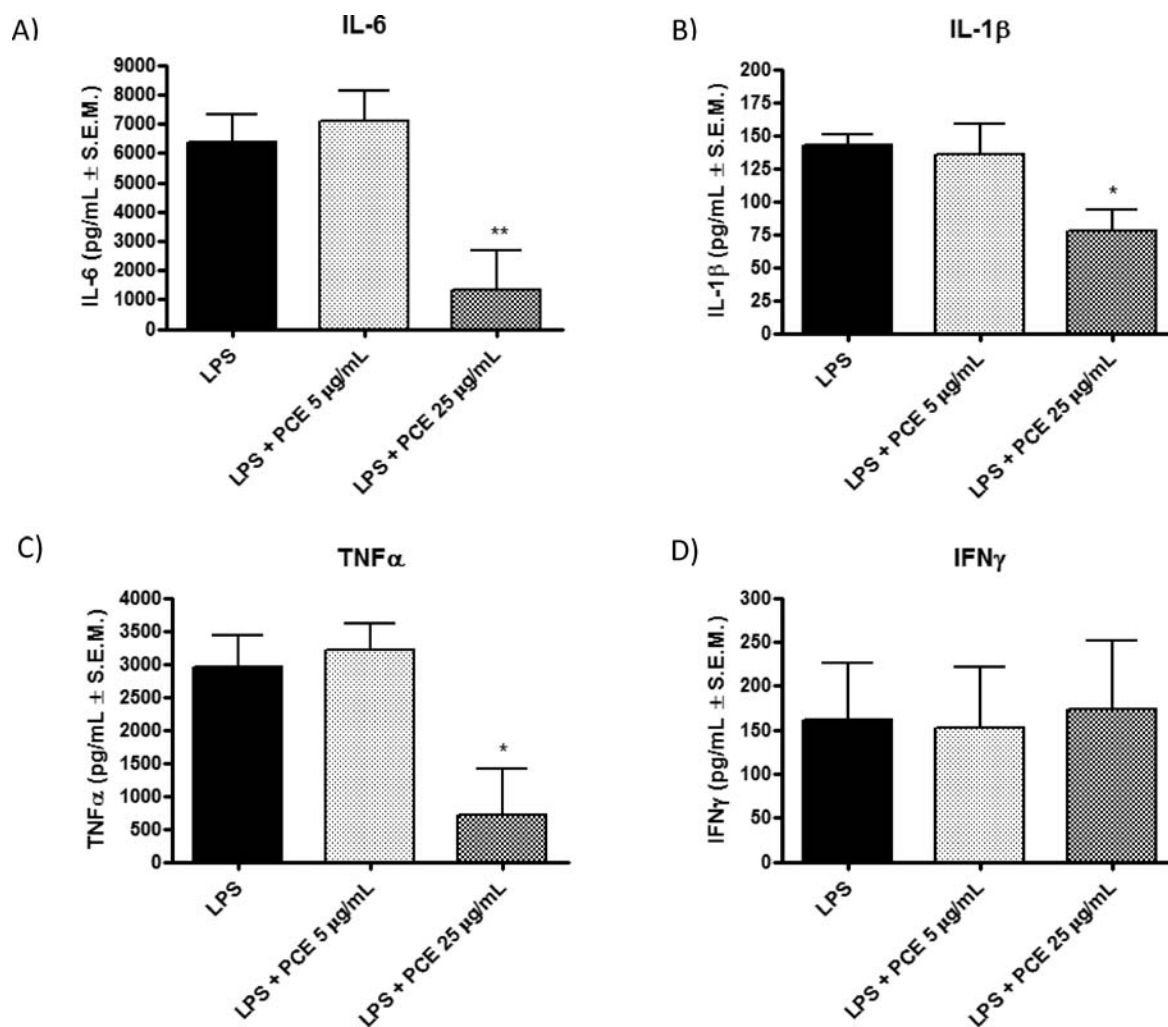 A)
IL-6
IL-6 (pg/mL ± S.E.M.)
9000
8000
7000
6000
5000
4000
3000
2000
1000
0
**
LPS
LPS + PCE 5 µg/mL
LPS + PCE 25 µg/mL
B)
IL-1β
IL-1β (pg/mL ± S.E.M.)
200
175
150
125
100
75
50
25
0
*
LPS
LPS + PCE 5 µg/mL
LPS + PCE 25 µg/mL
C)
TNFα
TNFα (pg/mL ± S.E.M.)
4000
3500
3000
2500
2000
1500
1000
500
0
*
LPS
LPS + PCE 5 µg/mL
LPS + PCE 25 µg/mL
D)
IFNγ
IFNγ (pg/mL ± S.E.M.)
300
250
200
150
100
50
0
LPS
LPS + PCE 5 µg/mL
LPS + PCE 25 µg/mL